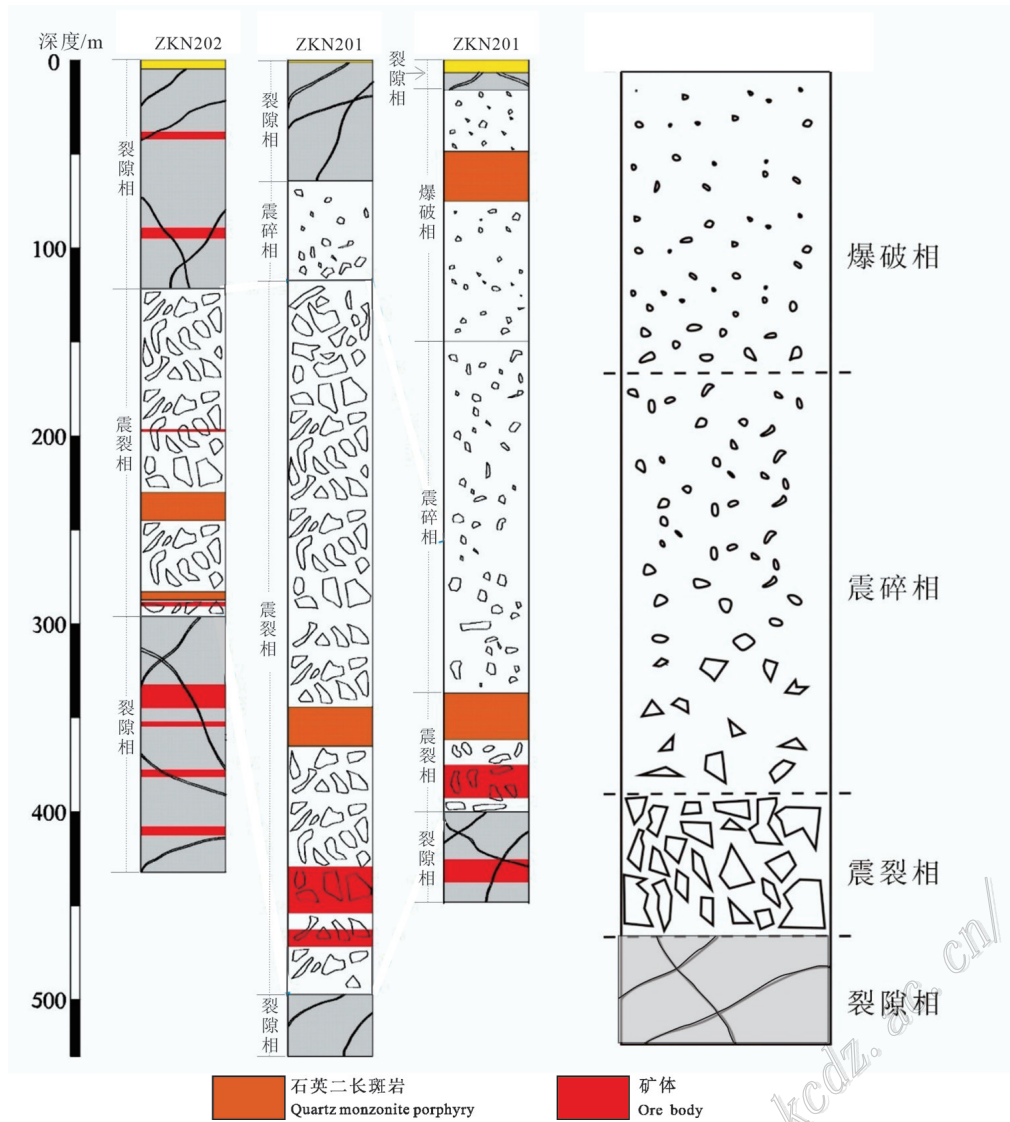 深度/m
ZKN202
ZKN201
ZKN201
0
100
200
300
400
500
裂隙相
震裂相
裂隙相
裂隙相
震碎相
震裂相
裂隙相
裂隙相
爆破相
震碎相
震裂相
裂隙相
爆破相
震碎相
震裂相
裂隙相
石英二长斑岩
Quartz monzonite porphyry
矿体
Ore body
kcdz.ac.cn/